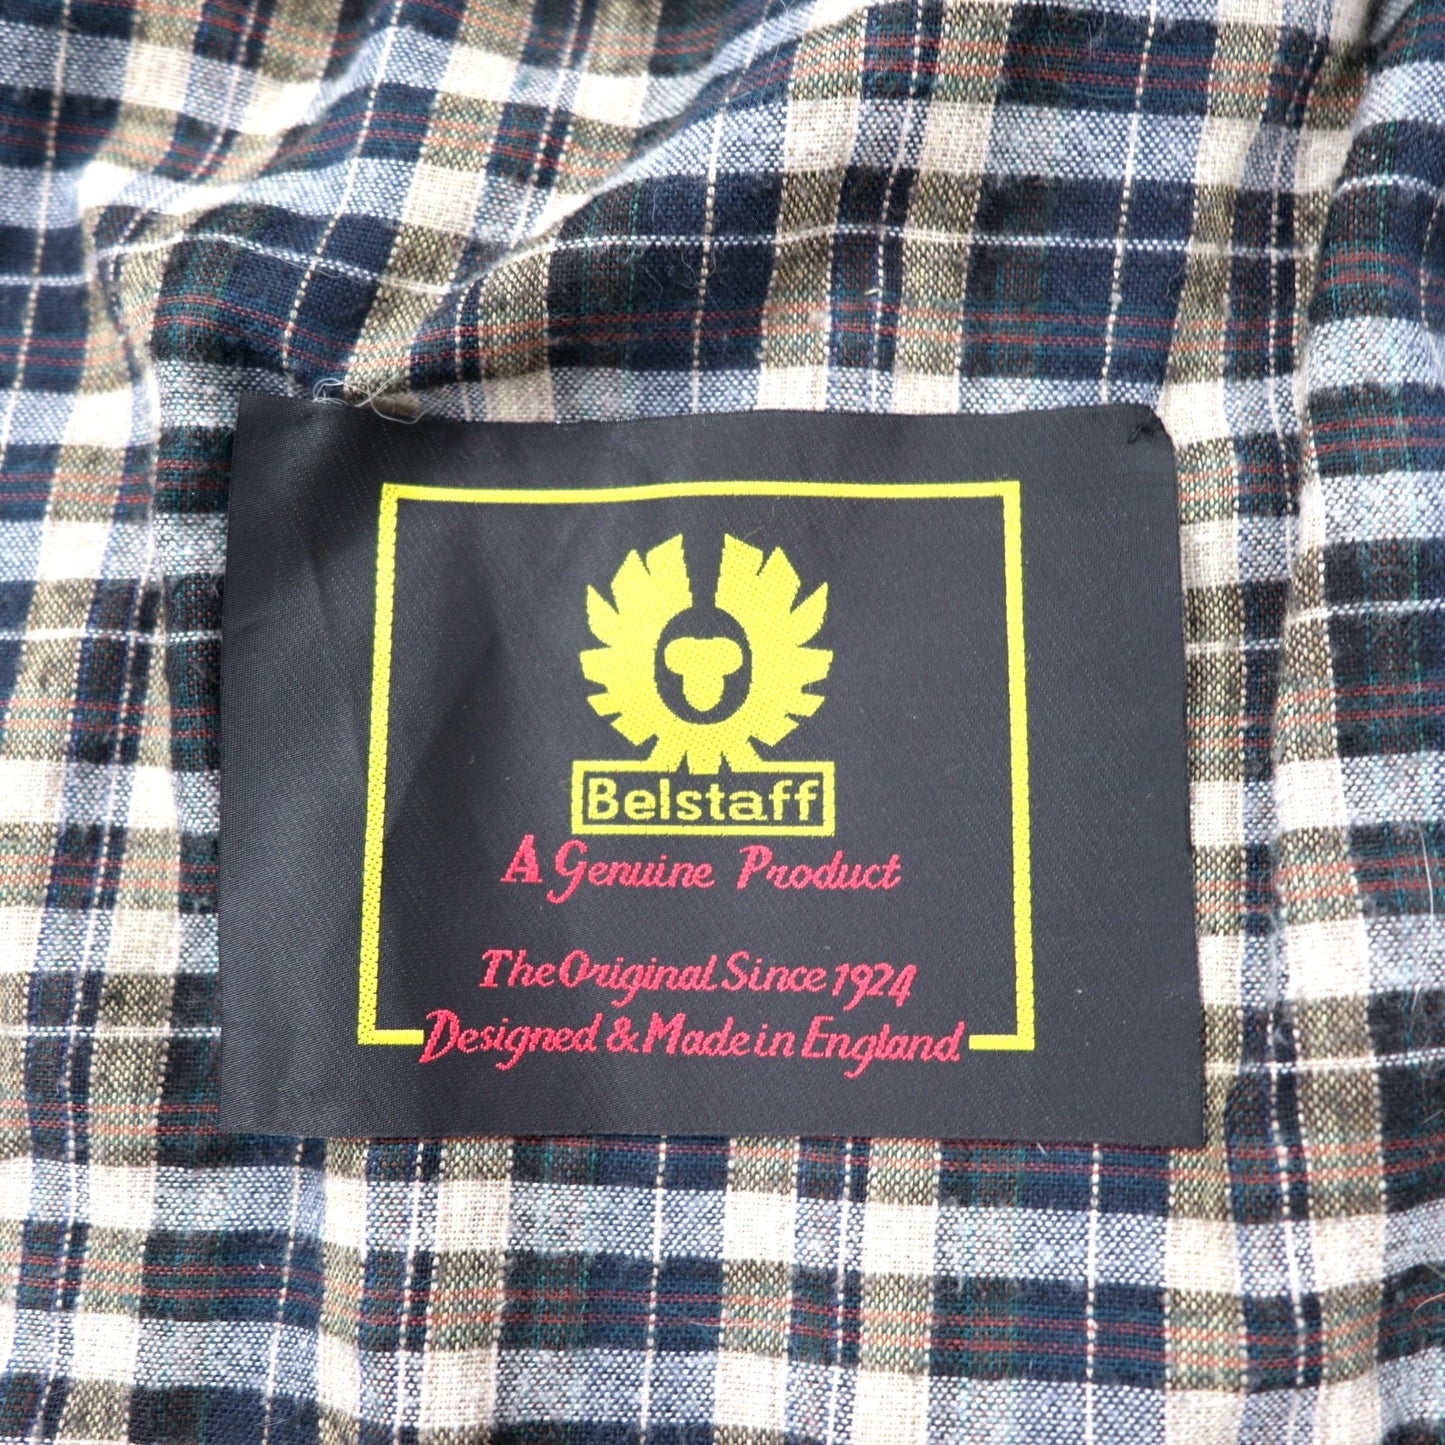 Belstaff
A Genuine Product
The Original Since 1924
Designed & Made in England